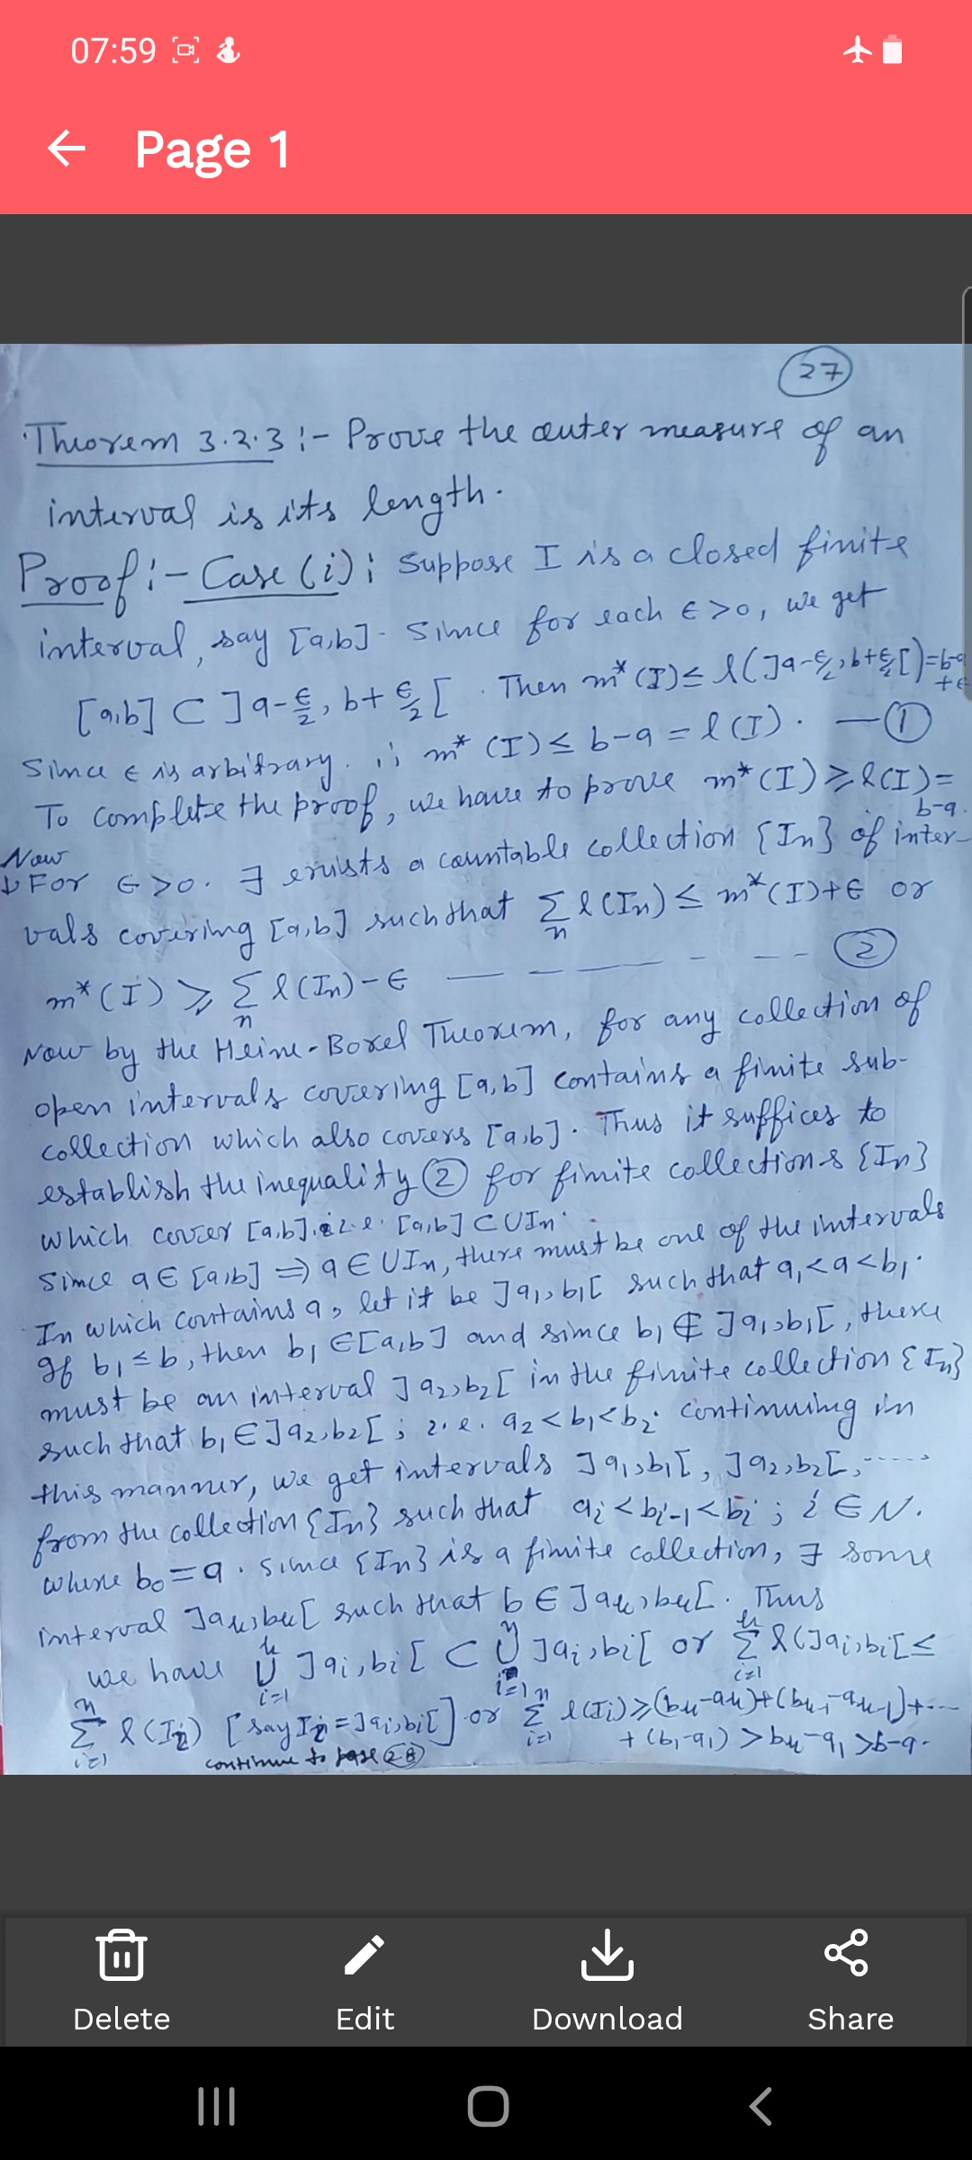 07:59
Page 1
27
Theorem 3.2.3 :- Prove the outer measure of an
interval is its length.
Proof :- Case (i) : Suppose I is a closed finite
interval, say [a,b]. Since for each ε>0, we get
[a,b] ⊂ ]a-ε/2, b+ε/2[ . Then m*(I) ≤ l(]a-ε/2, b+ε/2[) = b-a
+ε
Since ε is arbitrary. ∴ m*(I) ≤ b-a = l(I). —①
To complete the proof, we have to prove m*(I) ≥ l(I) =
b-a.
Now
↓ For ε>0. ∃ exists a countable collection {In} of inter-
vals covering [a,b] such that Σ l(In) ≤ m*(I)+ε or
n
m*(I) ≥ Σ l(In)-ε — — — — - - - ②
n
Now by the Heine-Borel Theorem, for any collection of
open intervals covering [a,b] contains a finite sub-
collection which also covers [a,b]. Thus it suffices to
establish the inequality ② for finite collections {In}
which cover [a,b]. i.e. [a,b] ⊂ ∪In.
Since a∈[a,b] ⇒ a∈∪In, there must be one of the intervals
In which contains a, let it be ]a1,b1[ such that a1<a<b1.
If b1≤b, then b1∈[a,b] and since b1∉]a1,b1[, there
must be an interval ]a2,b2[ in the finite collection {In}
such that b1∈]a2,b2[ ; i.e. a2<b1<b2. Continuing in
this manner, we get intervals ]a1,b1[, ]a2,b2[, ......
from the collection {In} such that ai<bi-1<bi ; i∈N.
where b0=a. Since {In} is a finite collection, ∃ some
interval ]ak,bk[ such that b∈]ak,bk[. Thus
we have k∪i=1 ]ai,bi[ ⊂ n∪i=1 ]ai,bi[ or kΣi=1 l(]ai,bi[ ≤
nΣi=1 l(Ii) [say Ii=]ai,bi[] or nΣi=1 l(Ii) ≥ (bk-ak)+(bk-1-ak-1)+----
+(b1-a1) > bk-a1 > b-a.
continue to page 28
Delete
Edit
Download
Share